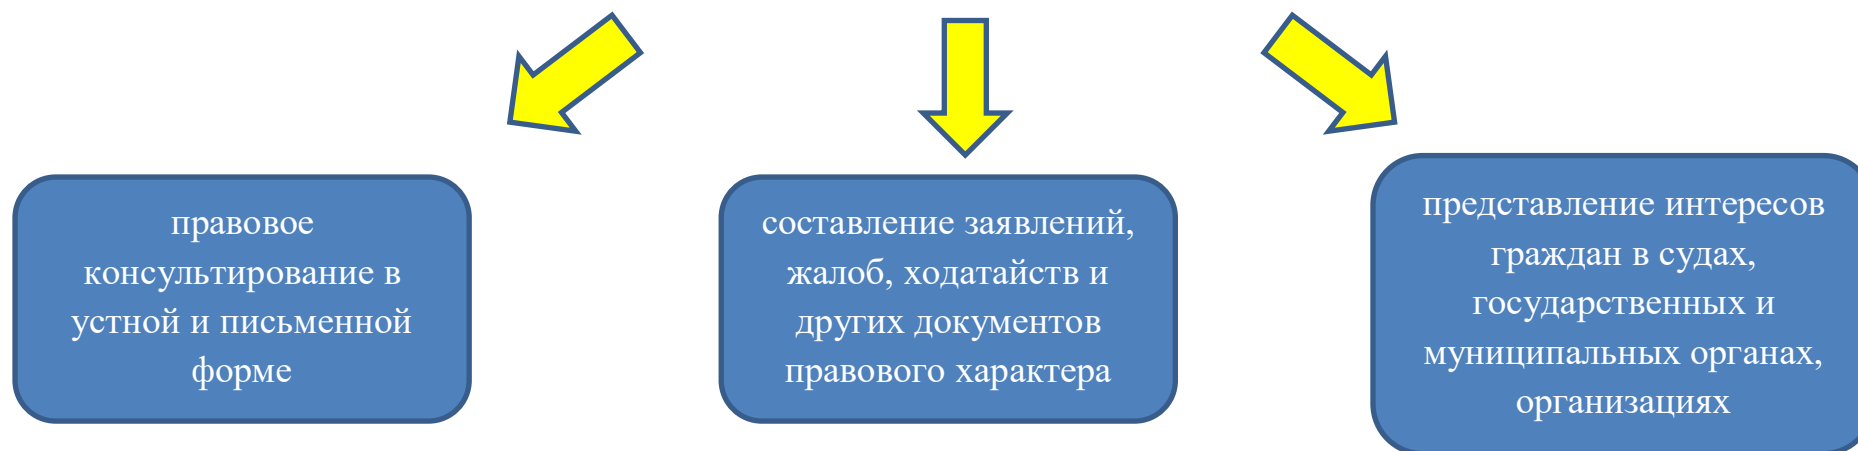 правовое
консультирование в
устной и письменной
форме
составление заявлений,
жалоб, ходатайств и
других документов
правового характера
представление интересов
граждан в судах,
государственных и
муниципальных органах,
организациях